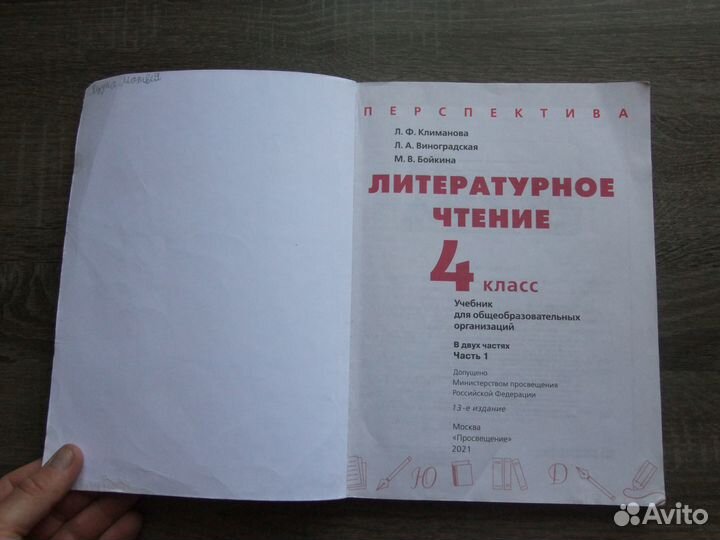 ПЕРСПЕКТИВА
Л. Ф. Климанова
Л. А. Виноградская
М. В. Бойкина
ЛИТЕРАТУРНОЕ
ЧТЕНИЕ
4 класс
Учебник
для общеобразовательных
организаций
В двух частях
Часть 1
Допущено
Министерством просвещения
Российской Федерации
13-е издание
Москва
«Просвещение»
2021
Ю D
Avito